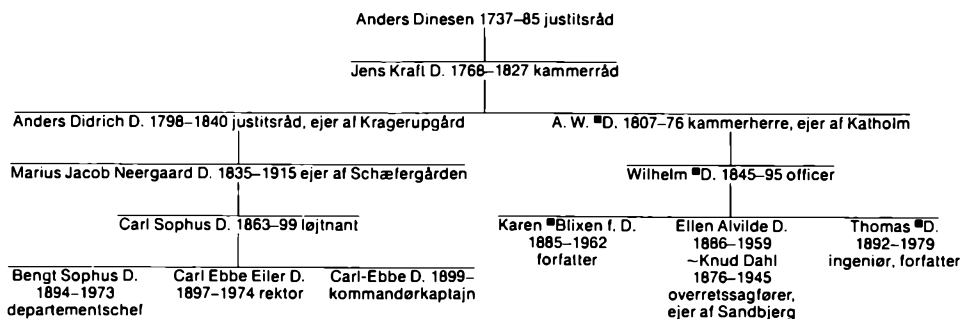 Anders Dinesen 1737–85 justitsråd
Jens Kraft D. 1768–1827 kammerråd
Anders Didrich D. 1798–1840 justitsråd, ejer af Kragerupgård
A. W. ■D. 1807–76 kammerherre, ejer af Katholm
Marius Jacob Neergaard D. 1835–1915 ejer af Schæfergården
Wilhelm ■D. 1845–95 officer
Carl Sophus D. 1863–99 løjtnant
Karen ■Blixen f. D.
1885–1962
forfatter
Ellen Alvilde D.
1886–1959
~Knud Dahl
1876–1945
overretssagfører,
ejer af Sandbjerg
Thomas ■D.
1892–1979
ingeniør, forfatter
Bengt Sophus D.
1894–1973
departementschef
Carl Ebbe Eiler D.
1897–1974 rektor
Carl-Ebbe D. 1899–
kommandørkaptajn